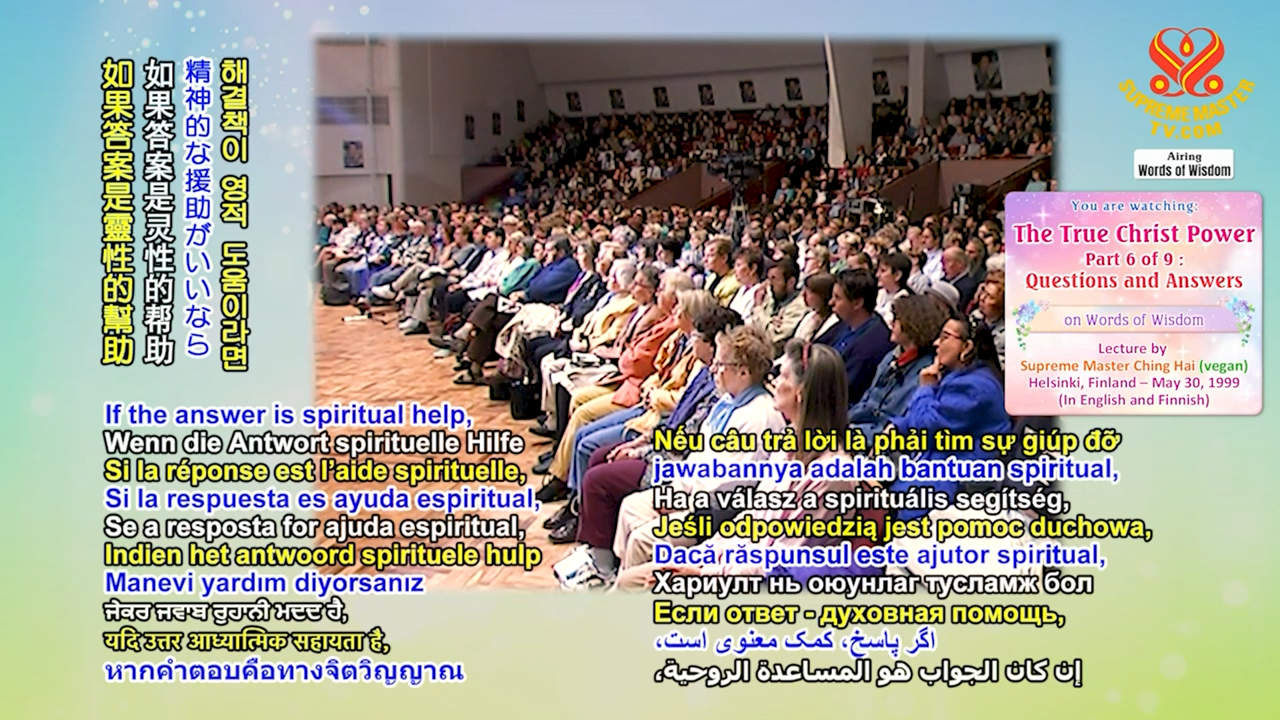 如果答案是靈性的幫助
如果答案是灵性的帮助
精神的な援助がいいなら
해결책이 영적 도움이라면
If the answer is spiritual help,
Wenn die Antwort spirituelle Hilfe
Si la réponse est l'aide spirituelle,
Si la respuesta es ayuda espiritual,
Se a resposta for ajuda espiritual,
Indien het antwoord spirituele hulp
Manevi yardım diyorsanız
ਜੇਕਰ ਜਵਾਬ ਰੂਹਾਨੀ ਮਦਦ ਹੈ,
यदि उत्तर आध्यात्मिक सहायता है,
หากคำตอบคือทางจิตวิญญาณ
Nếu câu trả lời là phải tìm sự giúp đỡ
jawabannya adalah bantuan spiritual,
Ha a válasz a spirituális segítség,
Jeśli odpowiedzią jest pomoc duchowa,
Dacă răspunsul este ajutor spiritual,
Хариулт нь оюунлаг тусламж бол
Если ответ - духовная помощь,
اگر پاسخ، کمک معنوی است،
إن كان الجواب هو المساعدة الروحية،
SUPREME MASTER
TV.COM
Airing
Words of Wisdom
You are watching:
The True Christ Power
Part 6 of 9 :
Questions and Answers
on Words of Wisdom
Lecture by
Supreme Master Ching Hai (vegan)
Helsinki, Finland – May 30, 1999
(In English and Finnish)